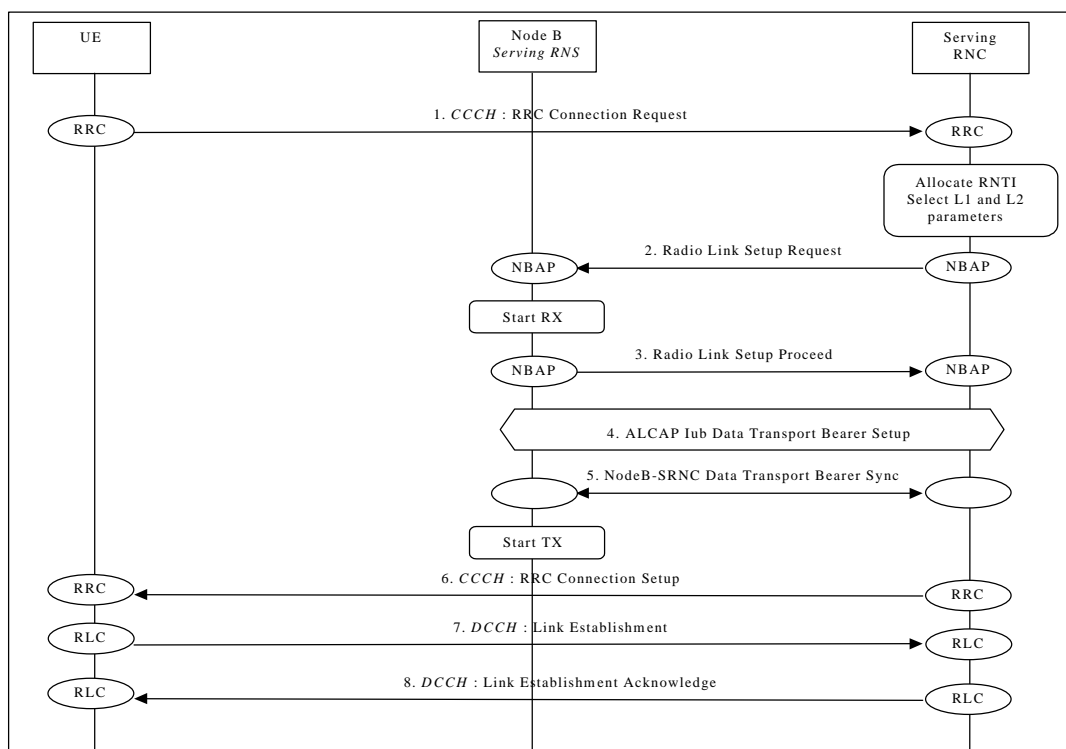 UE
Node B
Serving RNS
Serving
RNC
1. CCCH : RRC Connection Request
RRC
RRC
Allocate RNTI
Select L1 and L2
parameters
2. Radio Link Setup Request
NBAP
NBAP
Start RX
3. Radio Link Setup Proceed
NBAP
NBAP
4. ALCAP Iub Data Transport Bearer Setup
5. NodeB-SRNC Data Transport Bearer Sync
Start TX
6. CCCH : RRC Connection Setup
RRC
RRC
7. DCCH : Link Establishment
RLC
RLC
8. DCCH : Link Establishment Acknowledge
RLC
RLC